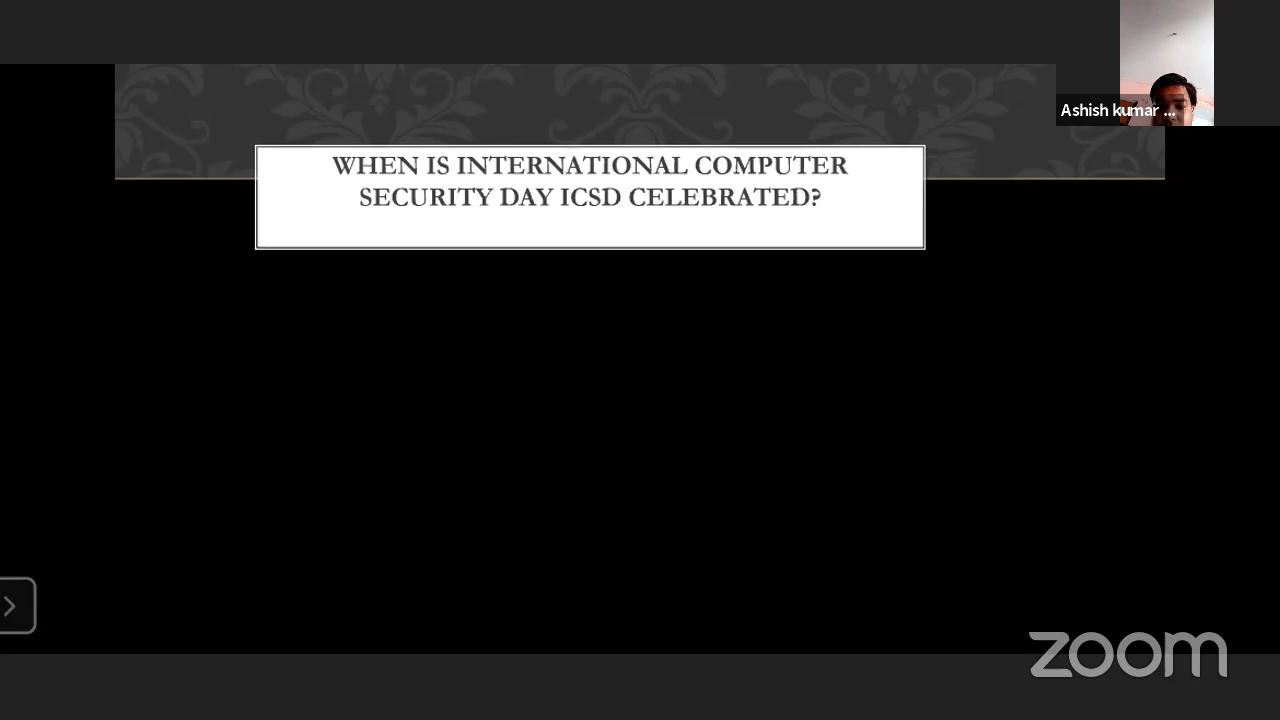 Ashish kumar ...
WHEN IS INTERNATIONAL COMPUTER
SECURITY DAY ICSD CELEBRATED?
zoom